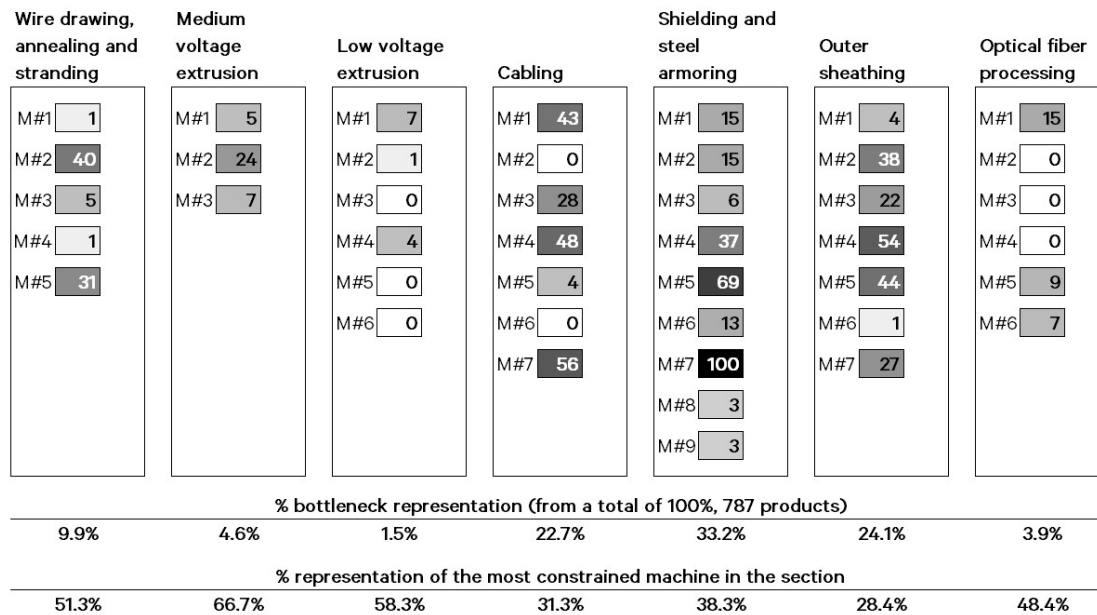 Wire drawing,
annealing and
stranding
M#1 1
M#2 40
M#3 5
M#4 1
M#5 31
Medium
voltage
extrusion
M#1 5
M#2 24
M#3 7
Low voltage
extrusion
M#1 7
M#2 1
M#3 0
M#4 4
M#5 0
M#6 0
Cabling
M#1 43
M#2 0
M#3 28
M#4 48
M#5 4
M#6 0
M#7 56
Shielding and
steel
armoring
M#1 15
M#2 15
M#3 6
M#4 37
M#5 69
M#6 13
M#7 100
M#8 3
M#9 3
Outer
sheathing
M#1 4
M#2 38
M#3 22
M#4 54
M#5 44
M#6 1
M#7 27
Optical fiber
processing
M#1 15
M#2 0
M#3 0
M#4 0
M#5 9
M#6 7
% bottleneck representation (from a total of 100%, 787 products)
9.9% 4.6% 1.5% 22.7% 33.2% 24.1% 3.9%
% representation of the most constrained machine in the section
51.3% 66.7% 58.3% 31.3% 38.3% 28.4% 48.4%